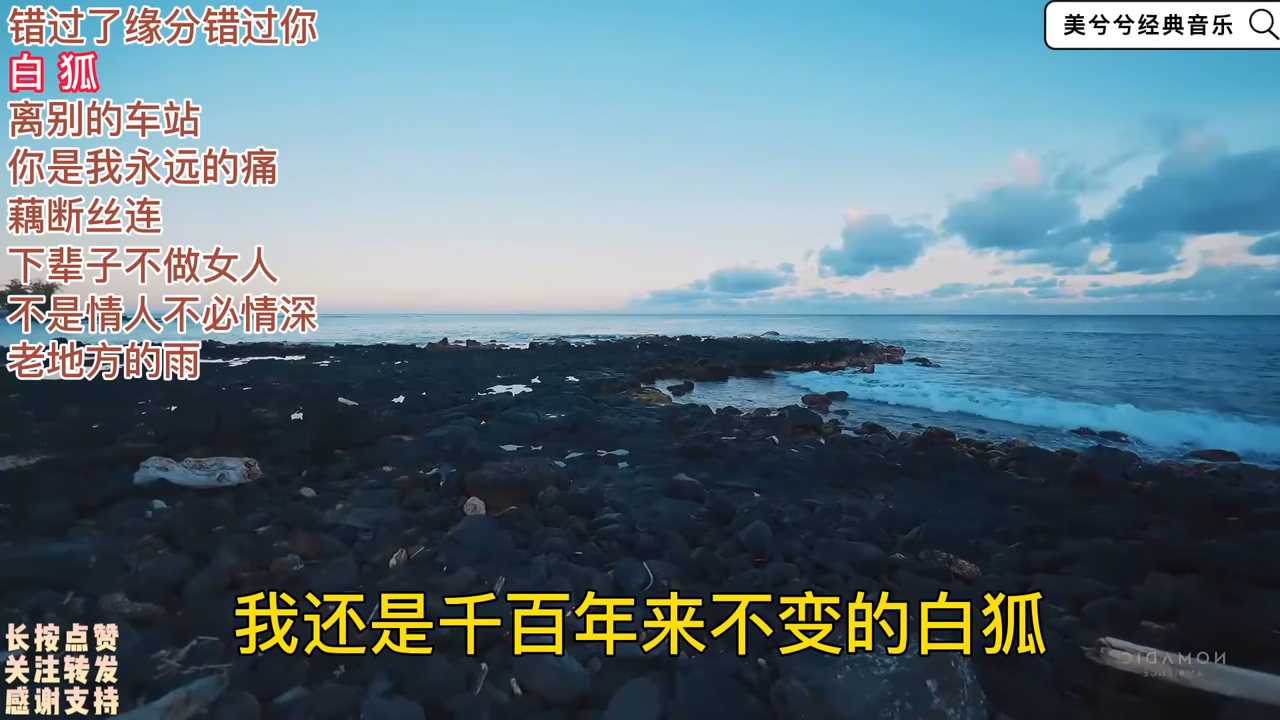 错过了缘分错过你
美兮兮经典音乐
白狐
离别的车站
你是我永远的痛
藕断丝连
下辈子不做女人
不是情人不必情深
老地方的雨
我还是千百年来不变的白狐
长按点赞
关注转发
感谢支持
NOMADIC